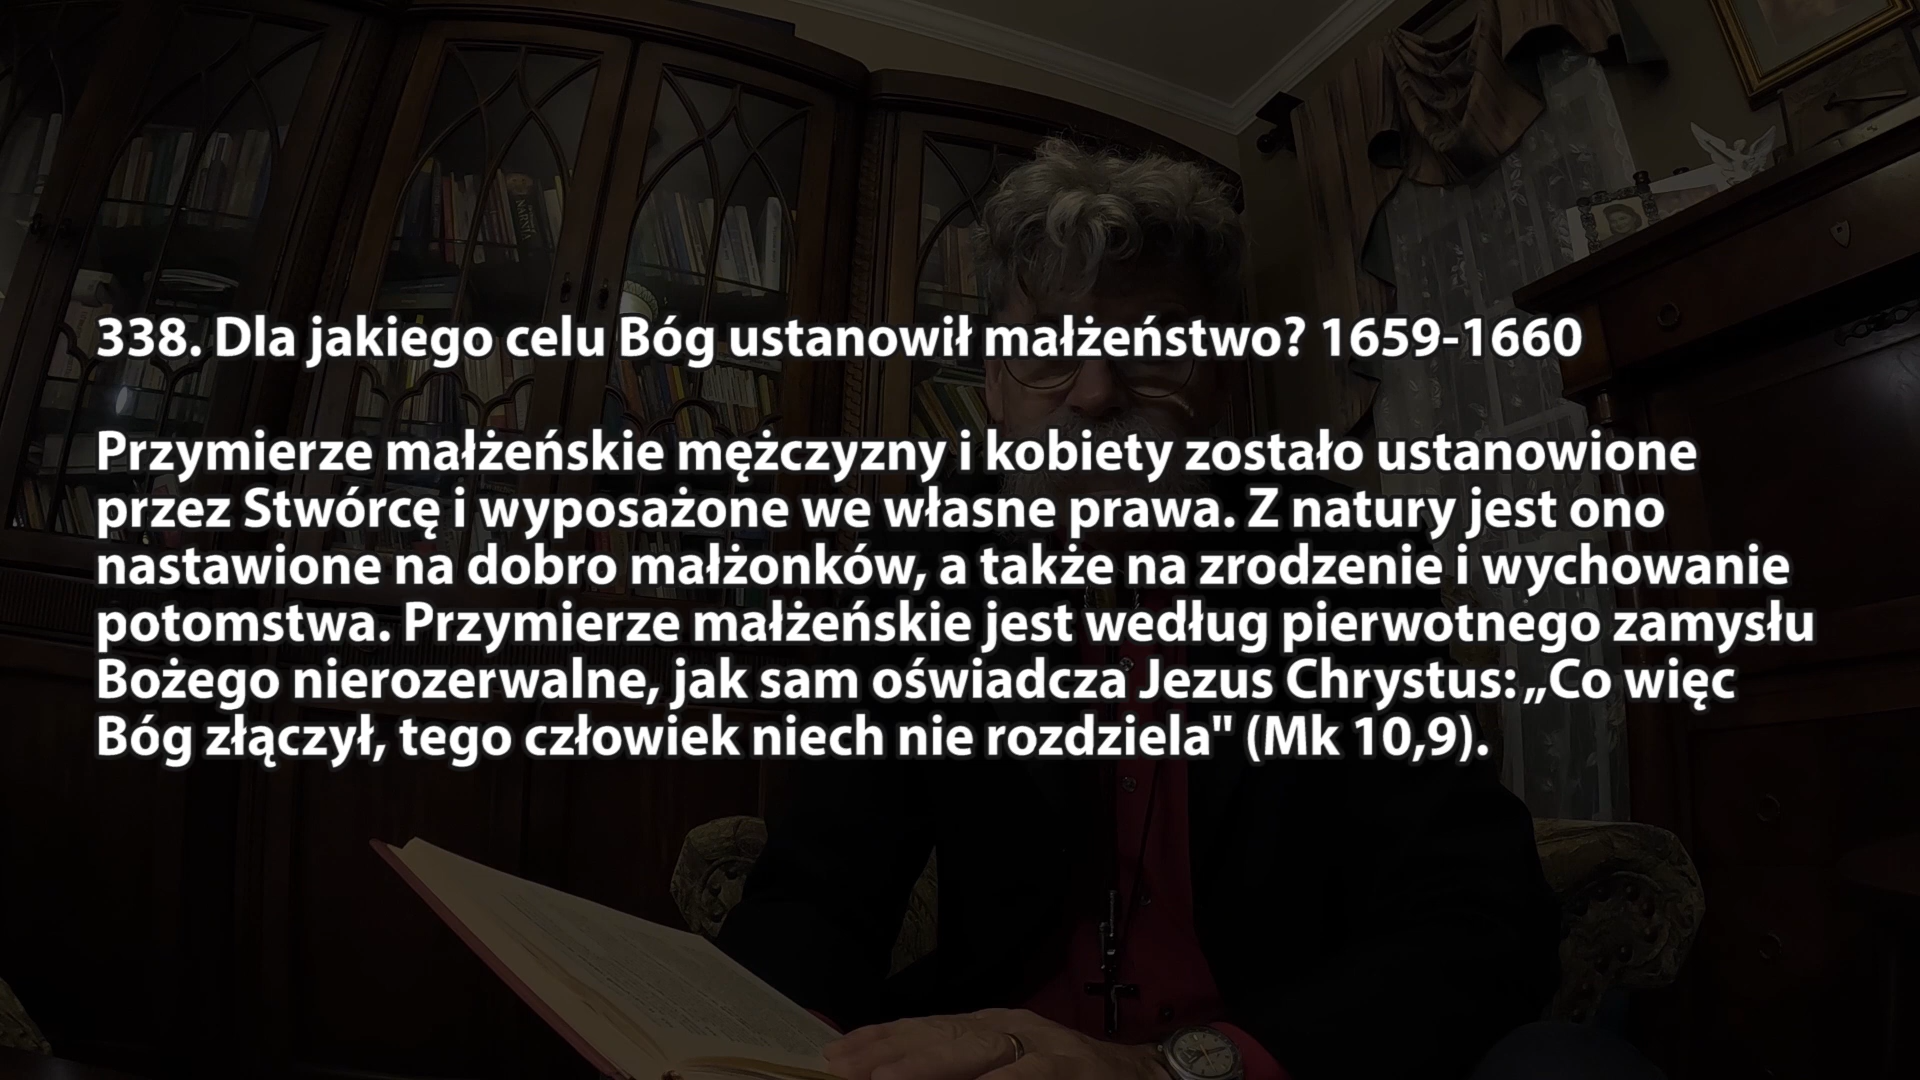 338. Dla jakiego celu Bóg ustanowił małżeństwo? 1659-1660
Przymierze małżeńskie mężczyzny i kobiety zostało ustanowione
przez Stwórcę i wyposażone we własne prawa. Z natury jest ono
nastawione na dobro małżonków, a także na zrodzenie i wychowanie
potomstwa. Przymierze małżeńskie jest według pierwotnego zamysłu
Bożego nierozerwalne, jak sam oświadcza Jezus Chrystus: „Co więc
Bóg złączył, tego człowiek niech nie rozdziela" (Mk 10,9).
NARNIA